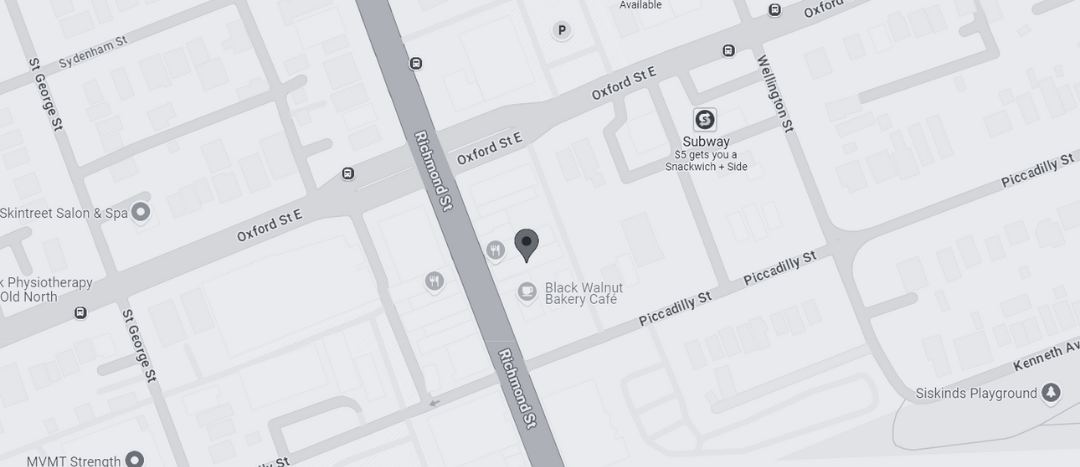 Available
Oxford
Sydenham St
St George St
Oxford St E
Wellington St
P
Subway
$5 gets you a
Snackwich + Side
Richmond St
Oxford St E
Piccadilly St
Skintreet Salon & Spa
Oxford St E
Physiotherapy
Old North
Piccadilly St
Black Walnut
Bakery Café
Piccadilly St
St George St
Richmond St
Kenneth Av
Siskinds Playground
MVMT Strength
lly St